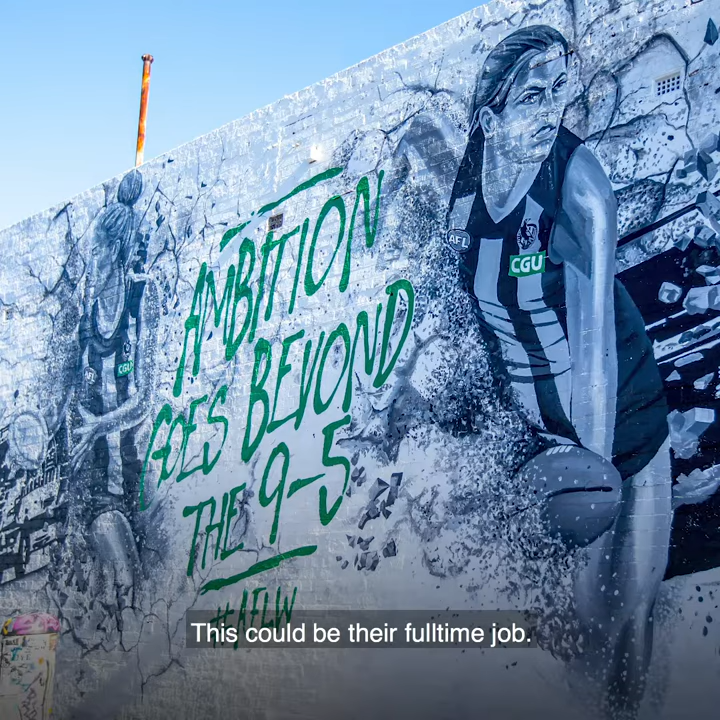 AMBITION
GOES BEYOND
THE 9-5
#AFLW
AFL
CGU
CGU
This could be their fulltime job.